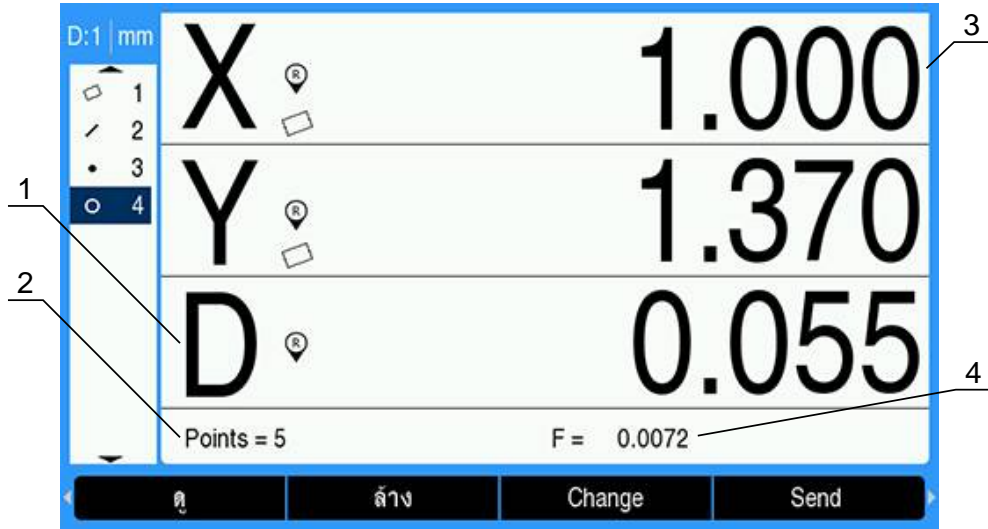 D:1 mm
X R 1.000
1
2
3
4
Y R 1.370
D R 0.055
Points = 5 F = 0.0072
ดู ล้าง Change Send
1
2
3
4